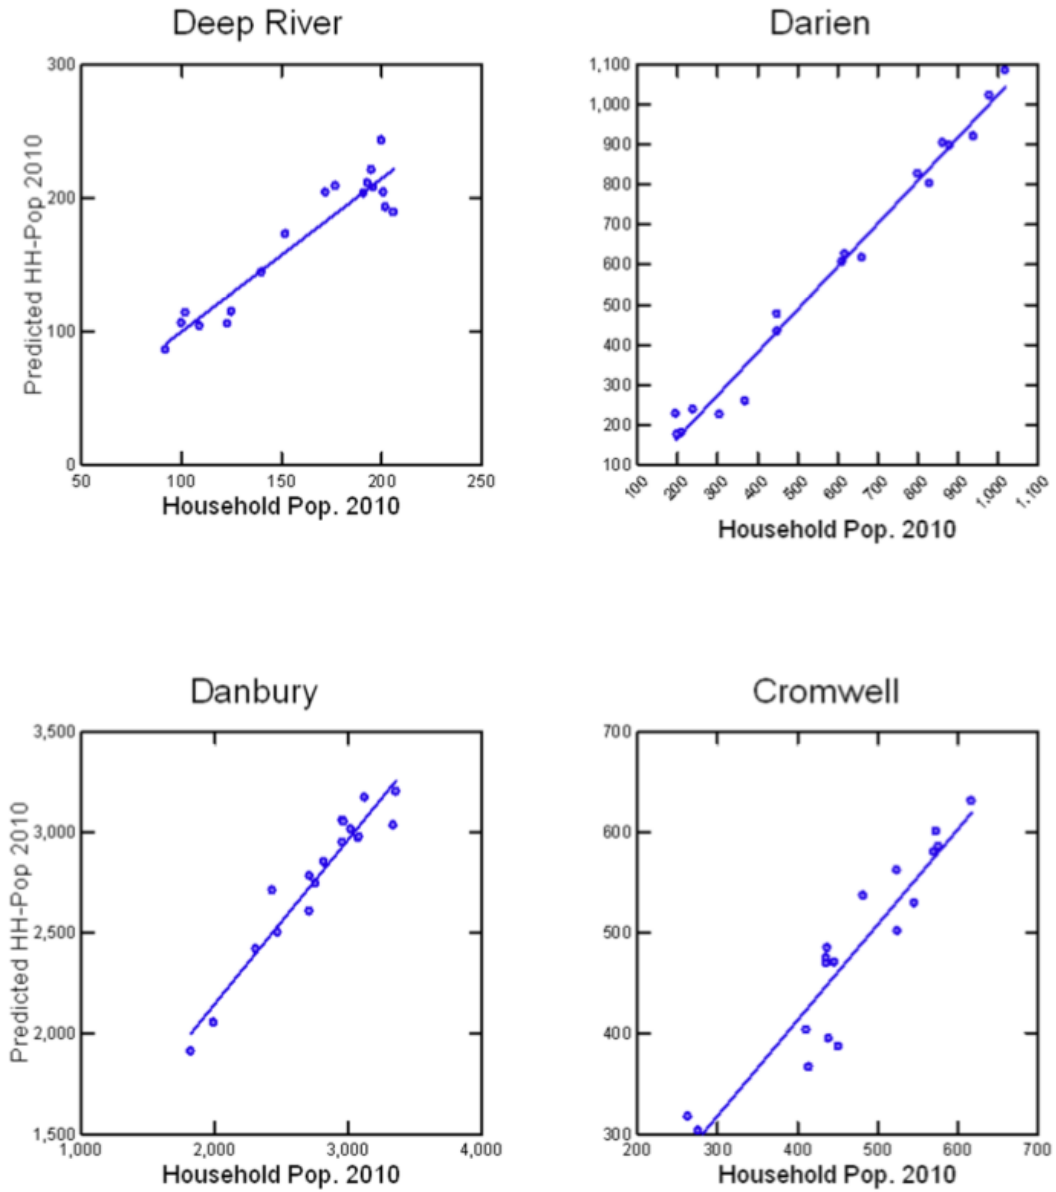 Deep River
Predicted HH-Pop 2010
300
200
100
0
50 100 150 200 250
Household Pop. 2010
Darien
1,100
1,000
900
800
700
600
500
400
300
200
100
100 200 300 400 500 600 700 800 900 1,000 1,100
Household Pop. 2010
Danbury
Predicted HH-Pop 2010
3,500
3,000
2,500
2,000
1,500
1,000 2,000 3,000 4,000
Household Pop. 2010
Cromwell
700
600
500
400
300
200 300 400 500 600 700
Household Pop. 2010